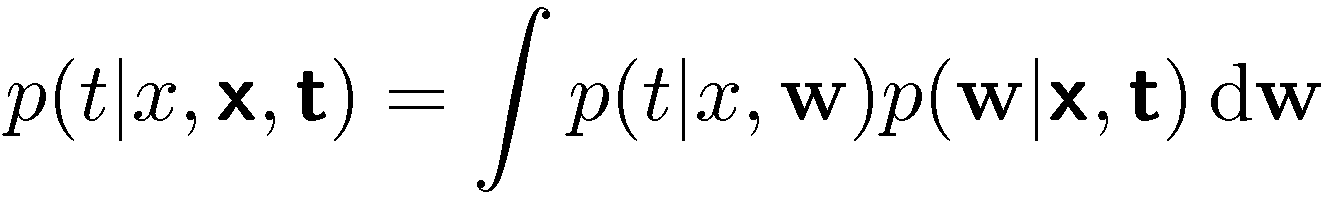 p(t|x, 𝘅, 𝘁) = ∫ p(t|x, 𝐰)p(𝐰|𝘅, 𝘁) d𝐰